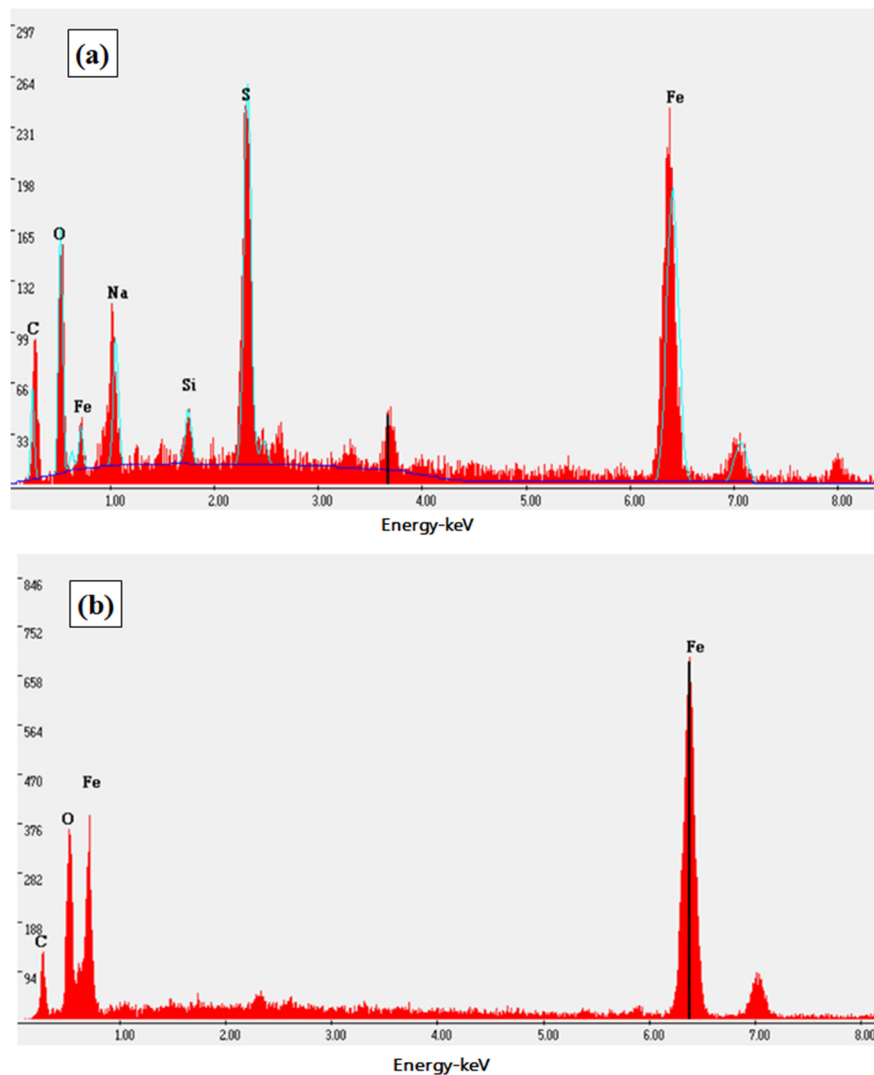 297
(a)
264
S
Fe
231
198
165
O
132
Na
99
C
66
Si
Fe
33
1.00 2.00 3.00 4.00 5.00 6.00 7.00 8.00
Energy-keV
846
(b)
752
Fe
658
564
470
Fe
376
O
282
188
C
94
1.00 2.00 3.00 4.00 5.00 6.00 7.00 8.00
Energy-keV